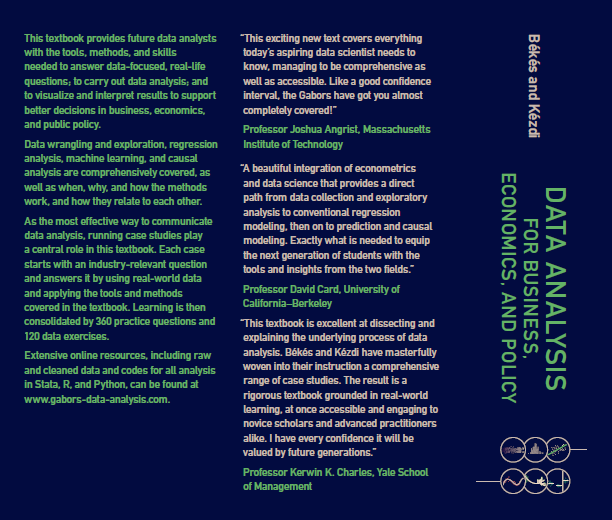 This textbook provides future data analysts
with the tools, methods, and skills
needed to answer data-focused, real-life
questions; to carry out data analysis; and
to visualize and interpret results to support
better decisions in business, economics,
and public policy.
Data wrangling and exploration, regression
analysis, machine learning, and causal
analysis are comprehensively covered, as
well as when, why, and how the methods
work, and how they relate to each other.
As the most effective way to communicate
data analysis, running case studies play
a central role in this textbook. Each case
starts with an industry-relevant question
and answers it by using real-world data
and applying the tools and methods
covered in the textbook. Learning is then
consolidated by 360 practice questions and
120 data exercises.
Extensive online resources, including raw
and cleaned data and codes for all analysis
in Stata, R, and Python, can be found at
www.gabors-data-analysis.com.
“This exciting new text covers everything
today’s aspiring data scientist needs to
know, managing to be comprehensive as
well as accessible. Like a good confidence
interval, the Gabors have got you almost
completely covered!”
Professor Joshua Angrist, Massachusetts
Institute of Technology
“A beautiful integration of econometrics
and data science that provides a direct
path from data collection and exploratory
analysis to conventional regression
modeling, then on to prediction and causal
modeling. Exactly what is needed to equip
the next generation of students with the
tools and insights from the two fields.”
Professor David Card, University of
California–Berkeley
“This textbook is excellent at dissecting and
explaining the underlying process of data
analysis. Békés and Kézdi have masterfully
woven into their instruction a comprehensive
range of case studies. The result is a
rigorous textbook grounded in real-world
learning, at once accessible and engaging to
novice scholars and advanced practitioners
alike. I have every confidence it will be
valued by future generations.”
Professor Kerwin K. Charles, Yale School
of Management
Békés and Kézdi
DATA ANALYSIS
FOR BUSINESS,
ECONOMICS, AND POLICY